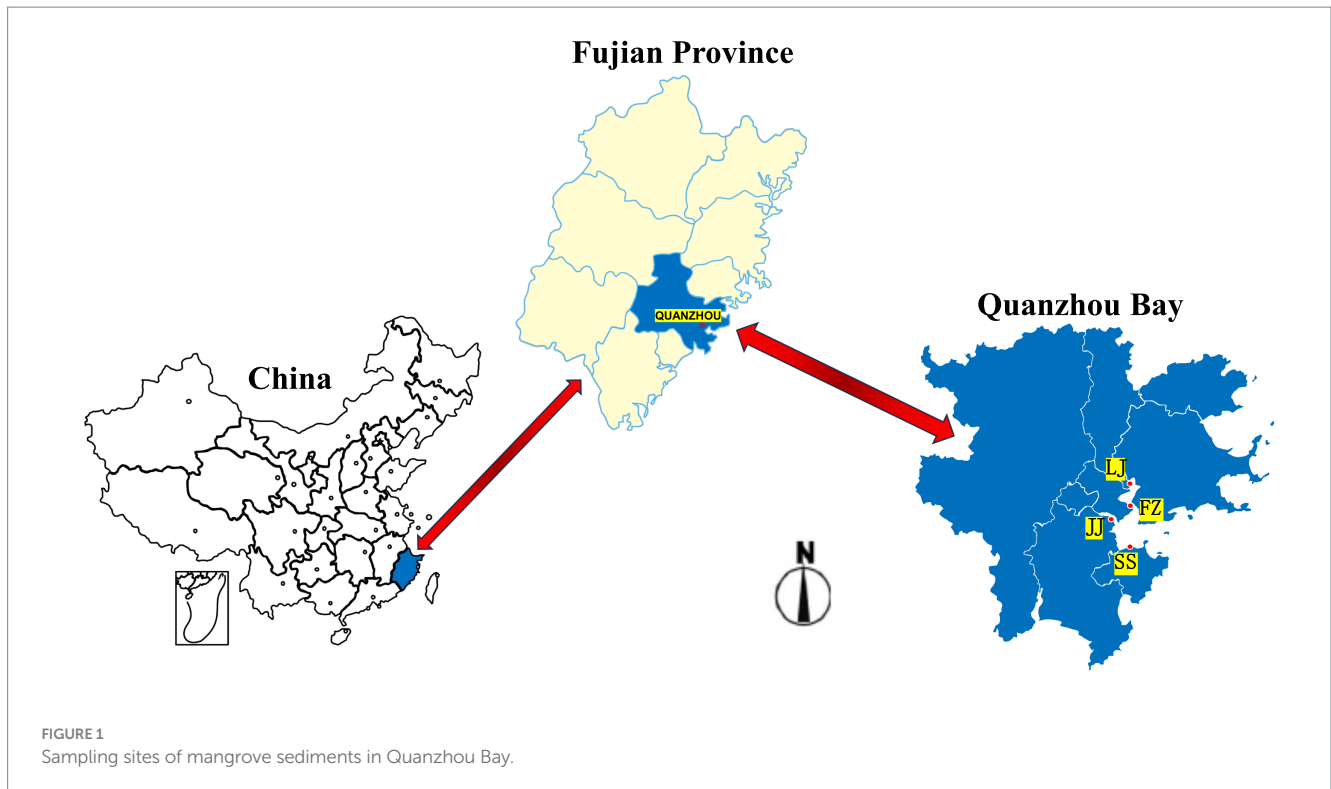 Fujian Province
QUANZHOU
Quanzhou Bay
China
LJ
FZ
JJ
SS
N
FIGURE 1
Sampling sites of mangrove sediments in Quanzhou Bay.